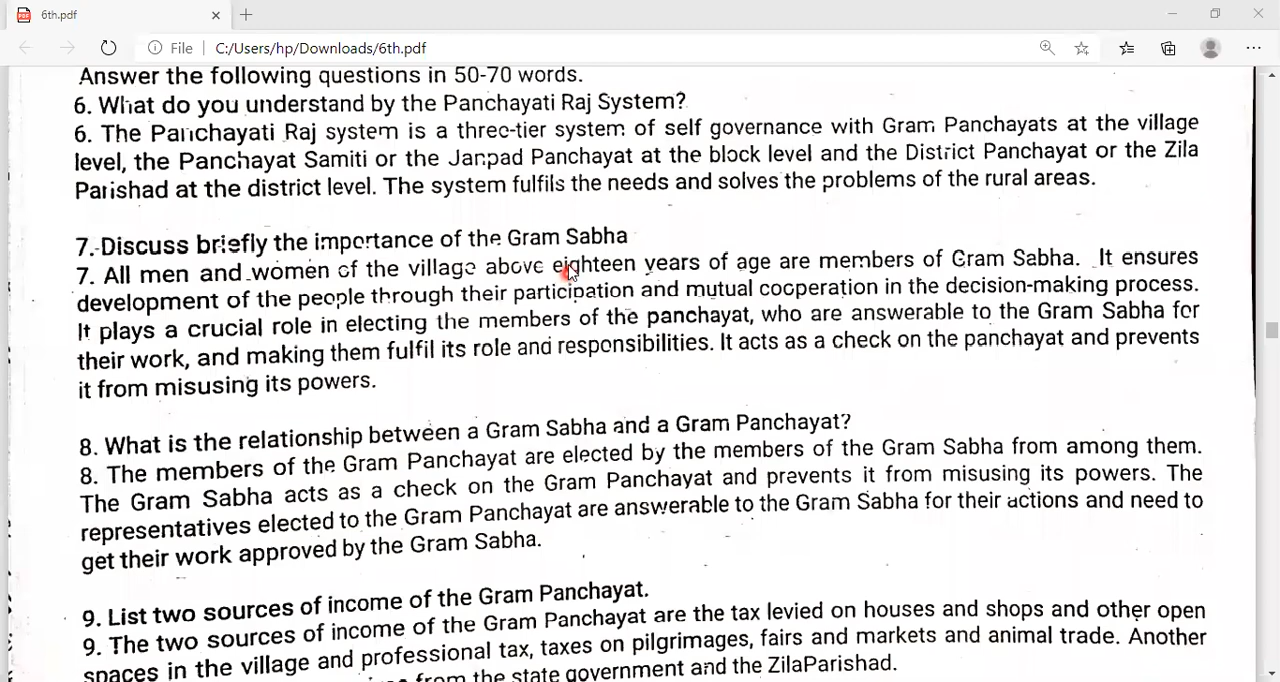 6th.pdf
File
C:/Users/hp/Downloads/6th.pdf
Answer the following questions in 50-70 words.
6. What do you understand by the Panchayati Raj System?
6. The Panchayati Raj system is a three-tier system of self governance with Gram Panchayats at the village
level, the Panchayat Samiti or the Janpad Panchayat at the block level and the District Panchayat or the Zila
Parishad at the district level. The system fulfils the needs and solves the problems of the rural areas.
7. Discuss briefly the importance of the Gram Sabha
7. All men and women of the village above eighteen years of age are members of Gram Sabha. It ensures
development of the people through their participation and mutual cooperation in the decision-making process.
It plays a crucial role in electing the members of the panchayat, who are answerable to the Gram Sabha for
their work, and making them fulfil its role and responsibilities. It acts as a check on the panchayat and prevents
it from misusing its powers.
8. What is the relationship between a Gram Sabha and a Gram Panchayat?
8. The members of the Gram Panchayat are elected by the members of the Gram Sabha from among them.
The Gram Sabha acts as a check on the Gram Panchayat and prevents it from misusing its powers. The
representatives elected to the Gram Panchayat are answerable to the Gram Sabha for their actions and need to
get their work approved by the Gram Sabha.
9. List two sources of income of the Gram Panchayat.
9. The two sources of income of the Gram Panchayat are the tax levied on houses and shops and other open
spaces in the village and professional tax, taxes on pilgrimages, fairs and markets and animal trade. Another
from the state government and the ZilaParishad.